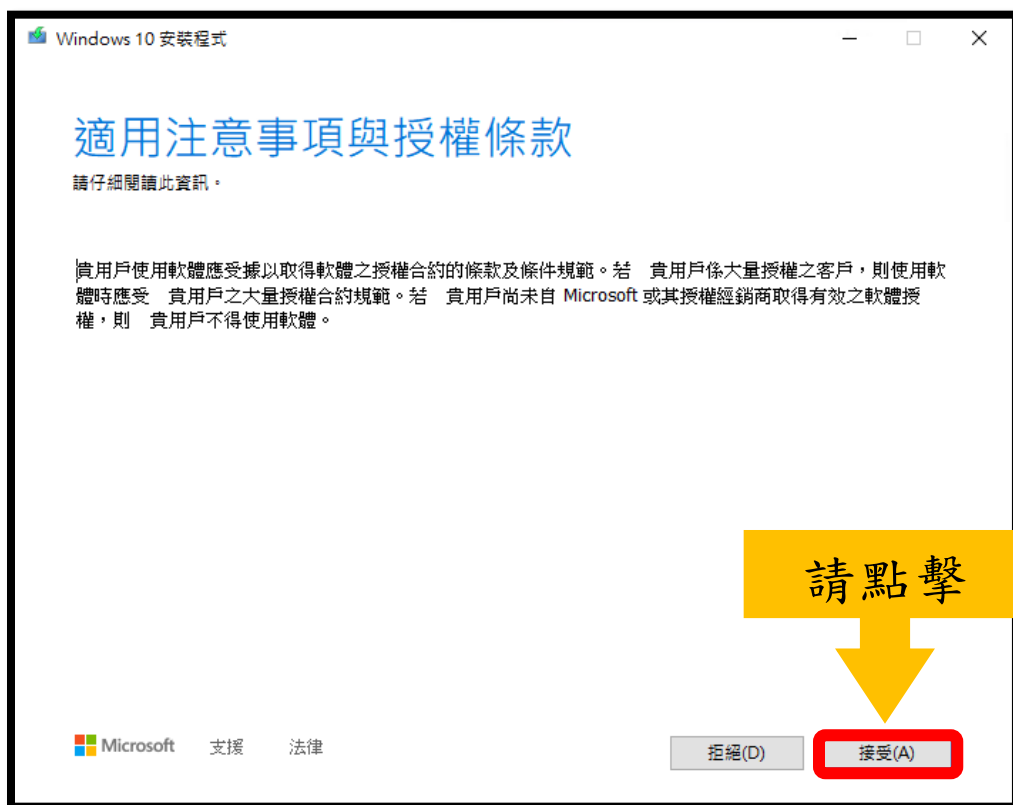 Windows 10 安裝程式
適用注意事項與授權條款
請仔細閱讀此資訊。
貴用戶使用軟體應受據以取得軟體之授權合約的條款及條件規範。若　貴用戶係大量授權之客戶，則使用軟
體時應受　貴用戶之大量授權合約規範。若　貴用戶尚未自 Microsoft 或其授權經銷商取得有效之軟體授
權，則　貴用戶不得使用軟體。
請點擊
Microsoft 支援 法律 拒絕(D) 接受(A)